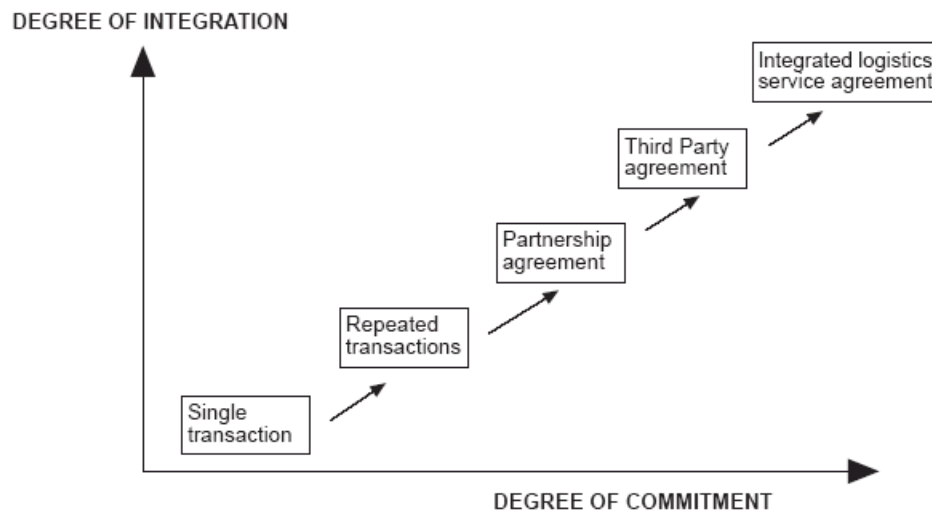 DEGREE OF INTEGRATION
Integrated logistics
service agreement
Third Party
agreement
Partnership
agreement
Repeated
transactions
Single
transaction
DEGREE OF COMMITMENT